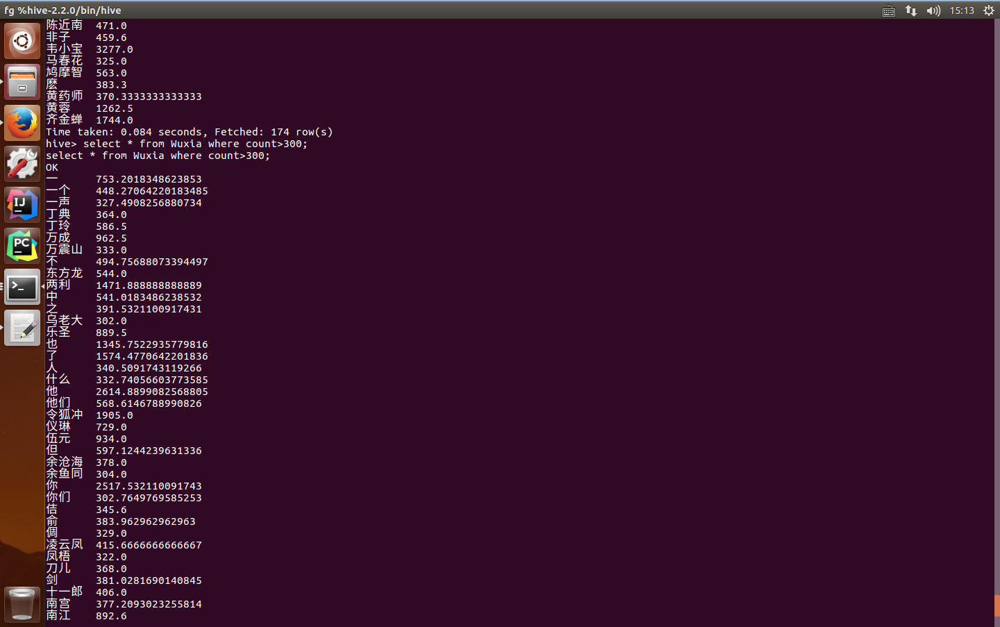 fg %hive-2.2.0/bin/hive 15:13
陈近南 471.0
非子 459.6
韦小宝 3277.0
马春花 325.0
鸠摩智 563.0
麽 383.3
黄药师 370.3333333333333
黄蓉 1262.5
齐金蝉 1744.0
Time taken: 0.084 seconds, Fetched: 174 row(s)
hive> select * from Wuxia where count>300;
select * from Wuxia where count>300;
OK
一 753.2018348623853
一个 448.27064220183485
一声 327.4908256880734
丁典 364.0
丁玲 586.5
万成 962.5
万震山 333.0
不 494.75688073394497
东方龙 544.0
两利 1471.888888888889
中 541.0183486238532
之 391.5321100917431
乌老大 302.0
乐圣 889.5
也 1345.7522935779816
了 1574.4770642201836
人 340.5091743119266
什么 332.74056603773585
他 2614.8899082568805
他们 568.6146788990826
令狐冲 1905.0
仪琳 729.0
伍元 934.0
但 597.1244239631336
余沧海 378.0
余鱼同 304.0
你 2517.532110091743
你们 302.7649769585253
佶 345.6
俞 383.962962962963
倜 329.0
凌云凤 415.6666666666667
凤梧 322.0
刀儿 368.0
剑 381.0281690140845
十一郎 406.0
南宫 377.2093023255814
南江 892.6
IJ
PC